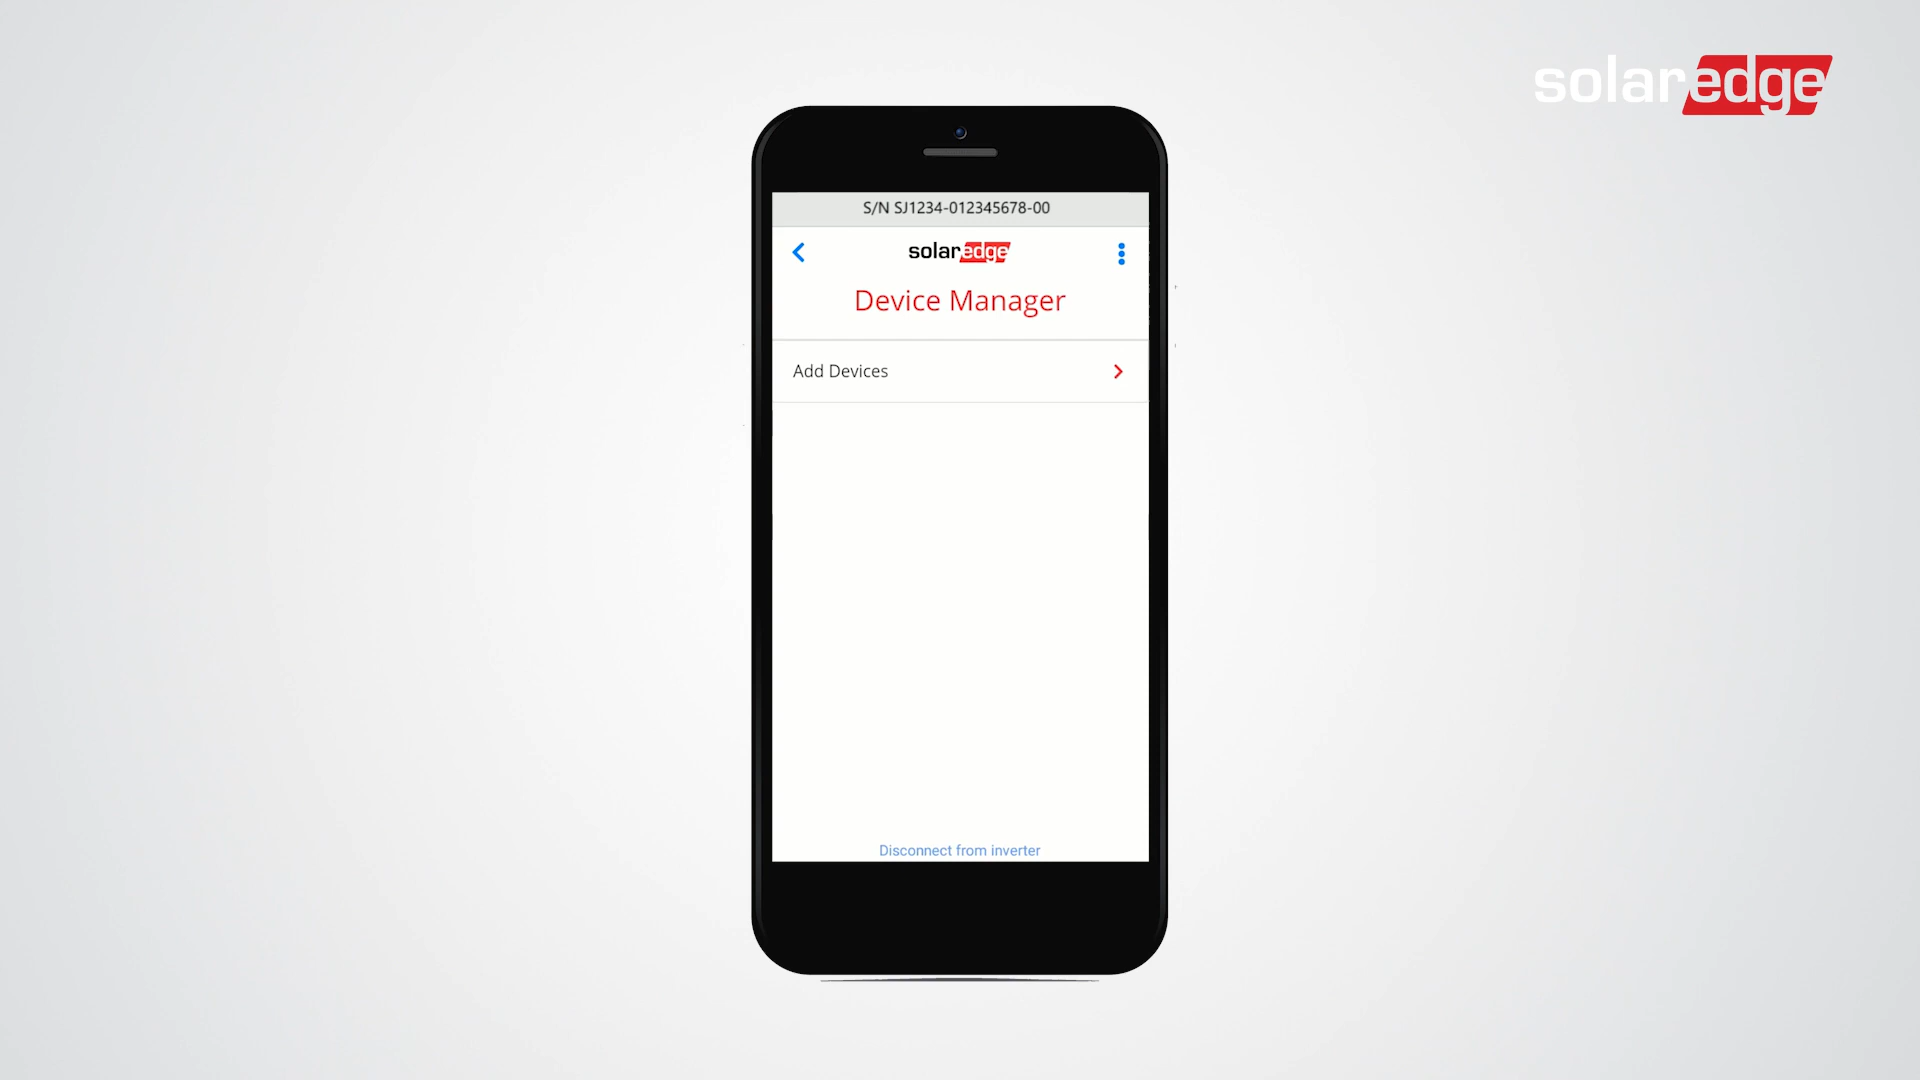 solaredge
S/N SJ1234-012345678-00
solaredge
Device Manager
Add Devices
Disconnect from inverter